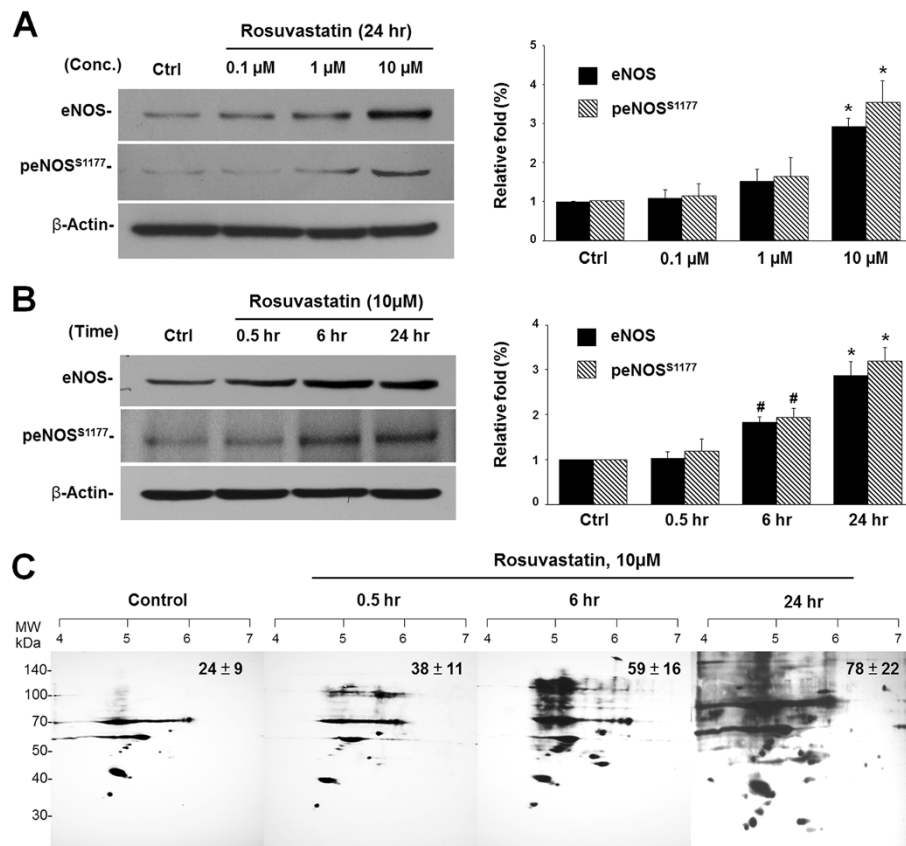 A
Rosuvastatin (24 hr)
(Conc.) Ctrl 0.1 µM 1 µM 10 µM
eNOS-
peNOS^S1177-
β-Actin-
Relative fold (%)
5
4
3
2
1
0
eNOS
peNOS^S1177
* *
Ctrl 0.1 µM 1 µM 10 µM
B
Rosuvastatin (10µM)
(Time) Ctrl 0.5 hr 6 hr 24 hr
eNOS-
peNOS^S1177-
β-Actin-
Relative fold (%)
4
3
2
1
0
eNOS
peNOS^S1177
# # * *
Ctrl 0.5 hr 6 hr 24 hr
C
Rosuvastatin, 10µM
Control 0.5 hr 6 hr 24 hr
MW
kDa
4 5 6 7 4 5 6 7 4 5 6 7 4 5 6 7
140-
100-
70-
50-
40-
30-
24 ± 9 38 ± 11 59 ± 16 78 ± 22